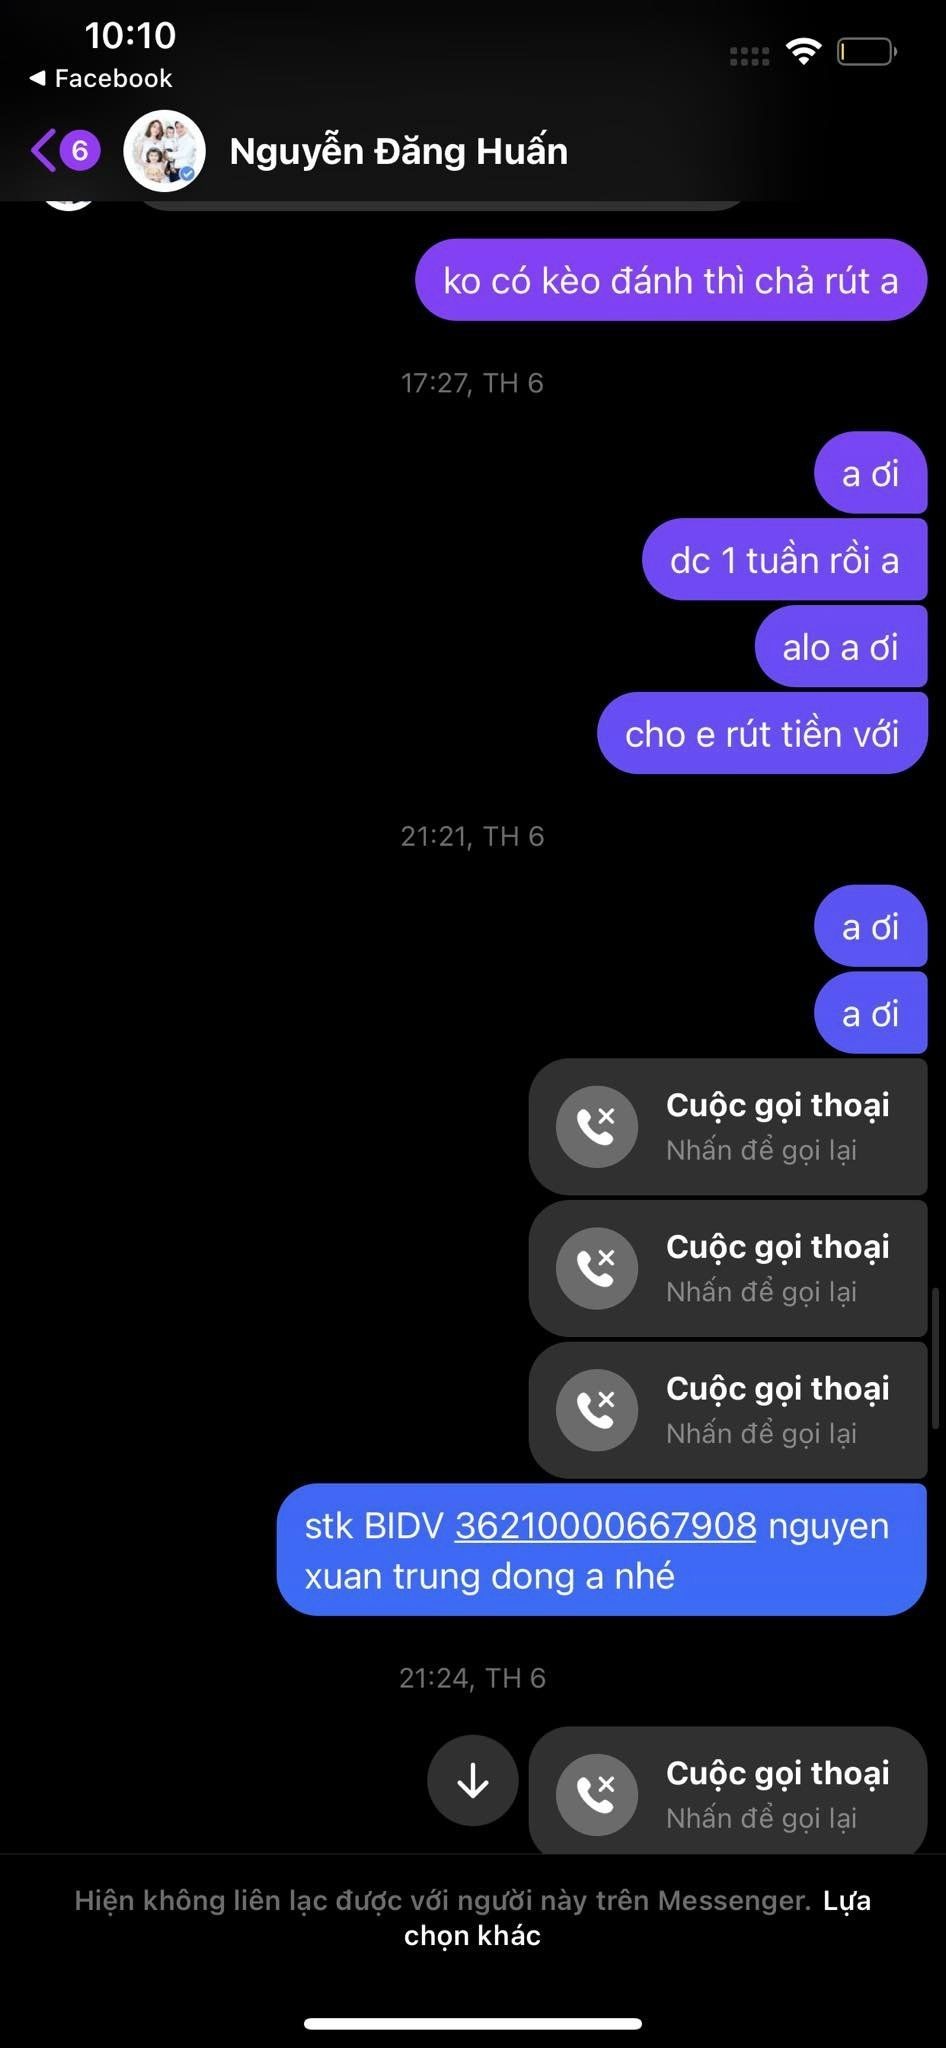 10:10
Facebook
6
Nguyễn Đăng Huấn
ko có kèo đánh thì chả rút a
17:27, TH 6
a ơi
dc 1 tuần rồi a
alo a ơi
cho e rút tiền với
21:21, TH 6
a ơi
a ơi
Cuộc gọi thoại
Nhấn để gọi lại
Cuộc gọi thoại
Nhấn để gọi lại
Cuộc gọi thoại
Nhấn để gọi lại
stk BIDV 36210000667908 nguyen
xuan trung dong a nhé
21:24, TH 6
Cuộc gọi thoại
Nhấn để gọi lại
Hiện không liên lạc được với người này trên Messenger. Lựa
chọn khác